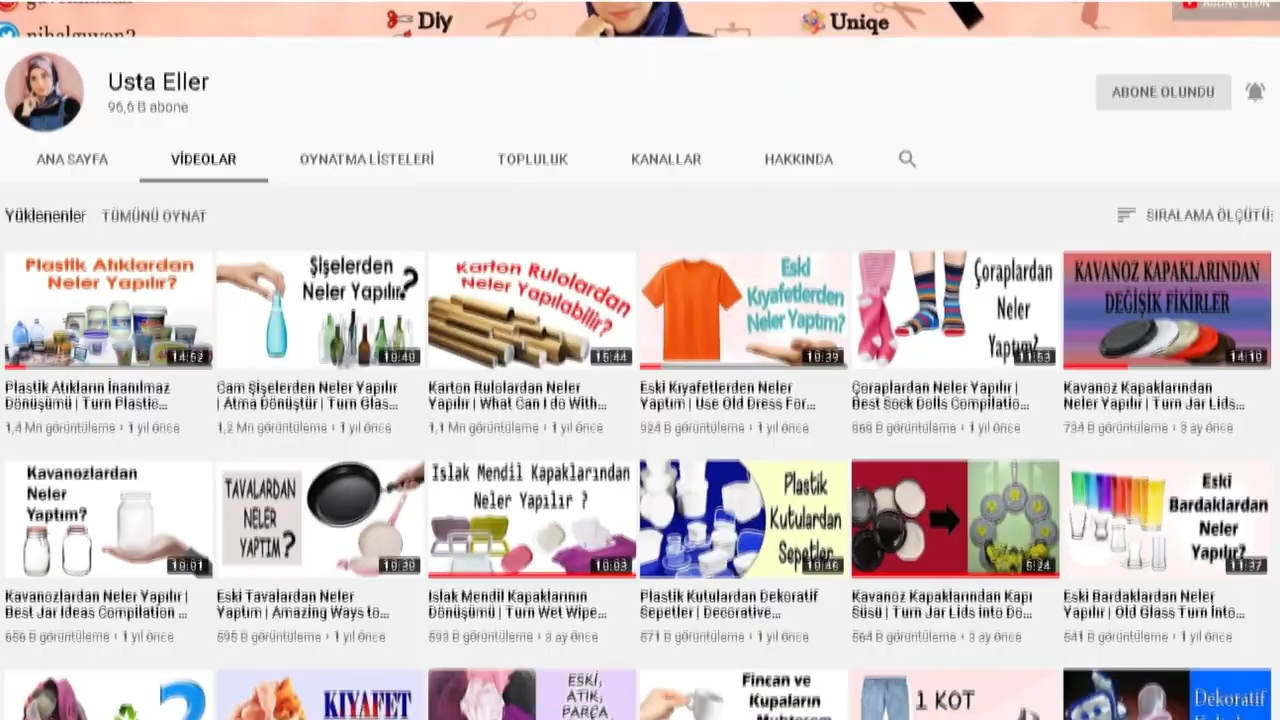 Diy
Uniqe
ABONE OLUN
Usta Eller
96,6 B abone
ABONE OLUNDU
ANA SAYFA
VİDEOLAR
OYNATMA LİSTELERİ
TOPLULUK
KANALLAR
HAKKINDA
Yüklenenler
TÜMÜNÜ OYNAT
SIRALAMA ÖLÇÜTÜ
Plastik Atıklardan
Neler Yapılır?
14:52
Şişelerden
Neler Yapılır?
10:40
Karton Rulolardan
Neler Yapılabilir?
15:44
Eski
Kıyafetlerden
Neler Yaptım?
10:39
Çoraplardan
Neler
Yaptım?
11:53
KAVANOZ KAPAKLARINDAN
DEĞİŞİK FİKİRLER
14:10
Plastik Atıkların İnanılmaz
Dönüşümü | Turn Plastic...
1,4 Mn görüntüleme • 1 yıl önce
Cam Şişelerden Neler Yapılır
| Atma Dönüştür | Turn Glas...
1,2 Mn görüntüleme • 1 yıl önce
Karton Rulolardan Neler
Yapılır | What Can I do With...
1,1 Mn görüntüleme • 1 yıl önce
Eski Kıyafetlerden Neler
Yaptım | Use Old Dress For...
924 B görüntüleme • 1 yıl önce
Çoraplardan Neler Yapılır |
Best Sock Dolls Compilatio...
görüntüleme • 1 yıl önce
Kavanoz Kapaklarından
Neler Yapılır | Turn Jar Lids...
734 B görüntüleme • 3 ay önce
Kavanozlardan
Neler
Yaptım?
10:01
TAVALARDAN
NELER
YAPTIM?
10:30
Islak Mendil Kapaklarından
Neler Yapılır ?
10:03
Plastik
Kutulardan
Sepetler
10:46
5:24
Eski
Bardaklardan
Neler
Yapılır?
11:37
Kavanozlardan Neler Yapılır |
Best Jar Ideas Compilation ...
656 B görüntüleme • 1 yıl önce
Eski Tavalardan Neler
Yaptım | Amazing Ways to...
595 B görüntüleme • 1 yıl önce
Islak Mendil Kapaklarının
Dönüşümü | Turn Wet Wipe...
593 B görüntüleme • 3 ay önce
Plastik Kutulardan Dekoratif
Sepetler | Decorative...
571 B görüntüleme • 1 yıl önce
Kavanoz Kapaklarından Kapı
Süsü | Turn Jar Lids into Do...
564 B görüntüleme • 3 ay önce
Eski Bardaklardan Neler
Yapılır | Old Glass Turn İnto...
541 B görüntüleme • 1 yıl önce
KIYAFET
ESKİ,
ATIK,
PARÇA
Fincan ve
Kupaların
1 KOT
Dekoratif